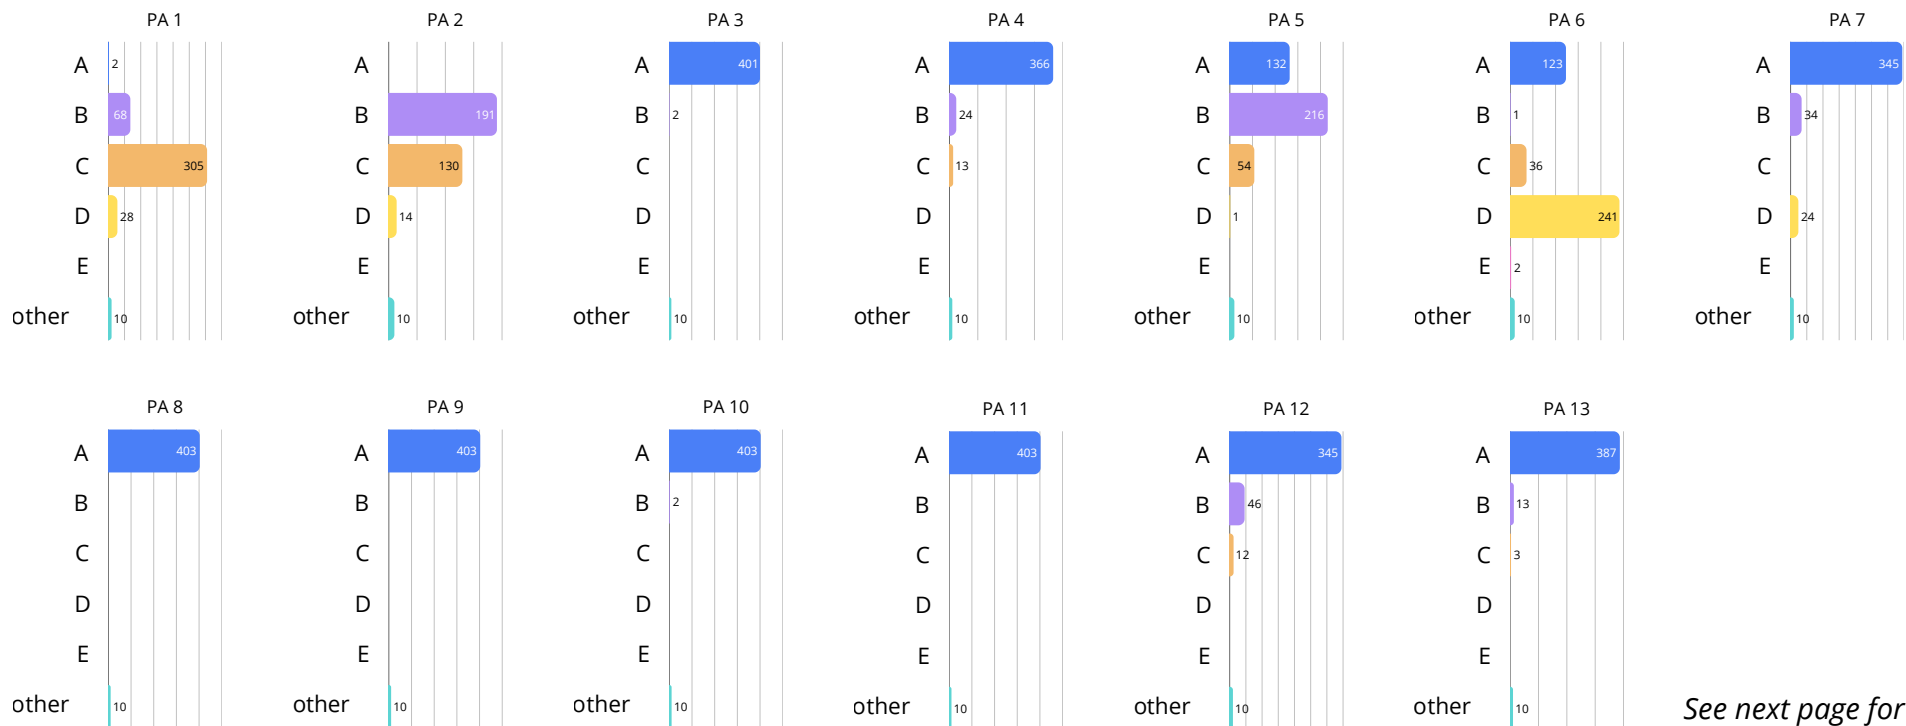 PA 1 PA 2 PA 3 PA 4 PA 5 PA 6 PA 7
A 2 A A 401 A 366 A 132 A 123 A 345
B 68 B 191 B 2 B 24 B 216 B 1 B 34
C 305 C 130 C C 13 C 54 C 36 C
D 28 D 14 D D D 1 D 241 D 24
E E E E E E 2 E
other 10 other 10 other 10 other 10 other 10 other 10 other 10
PA 8 PA 9 PA 10 PA 11 PA 12 PA 13
A 403 A 403 A 403 A 403 A 345 A 387
B B B 2 B B 46 B 13
C C C C C 12 C 3
D D D D D D
E E E E E E
other 10 other 10 other 10 other 10 other 10 other 10
See next page for